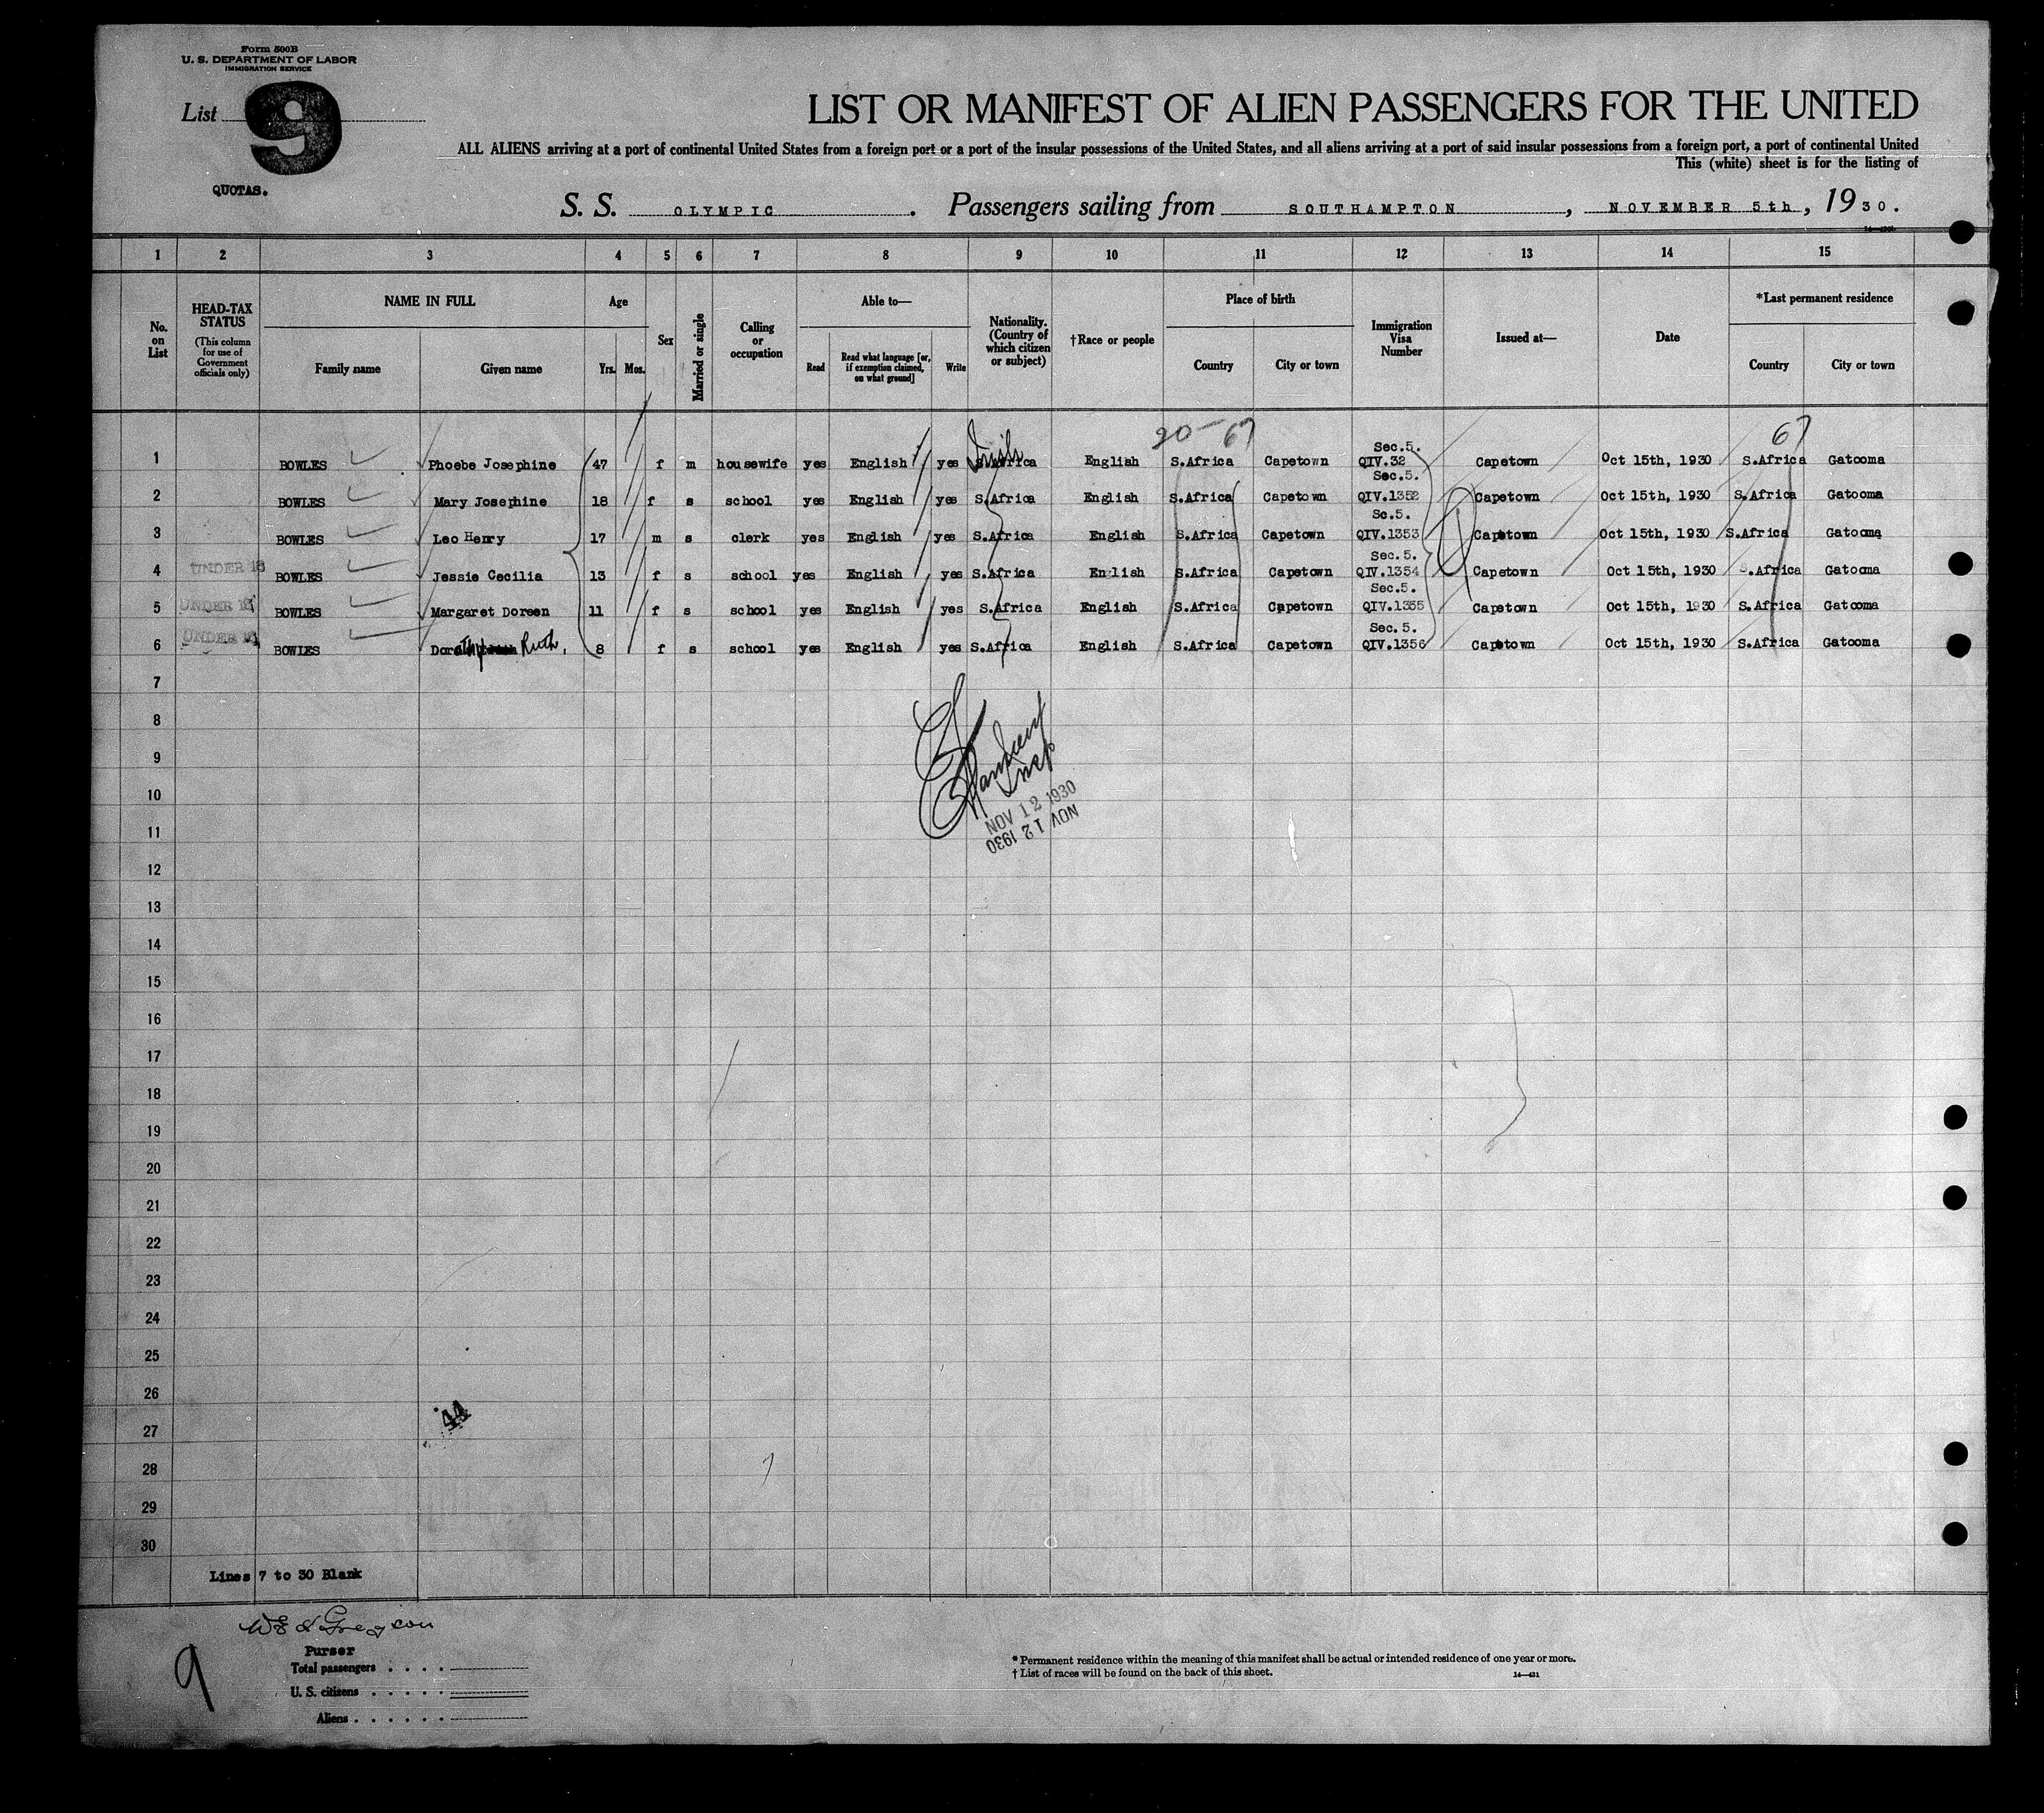 Form 500B
U. S. DEPARTMENT OF LABOR
IMMIGRATION SERVICE
List 9
QUOTAS.
LIST OR MANIFEST OF ALIEN PASSENGERS FOR THE UNITED
ALL ALIENS arriving at a port of continental United States from a foreign port or a port of the insular possessions of the United States, and all aliens arriving at a port of said insular possessions from a foreign port, a port of continental United
This (white) sheet is for the listing of
S. S. OLYMPIC . Passengers sailing from SOUTHAMPTON , NOVEMBER 5th , 19 30.
1 2 3 4 5 6 7 8 9 10 11 12 13 14 15
No. on List
HEAD-TAX STATUS (This column for use of Government officials only)
NAME IN FULL
Family name Given name
Age
Yrs. Mos.
Sex
Married or single
Calling or occupation
Able to—
Read Read what language [or, if exemption claimed, on what ground] Write
Nationality. (Country of which citizen or subject)
†Race or people
Place of birth
Country City or town
Immigration Visa Number
Issued at—
Date
*Last permanent residence
Country City or town
20— 67 67
1 BOWLES Phoebe Josephine 47 f m housewife yes English yes S.Africa English S.Africa Capetown Sec.5. QIV.32 Capetown Oct 15th, 1930 S.Africa Gatooma
2 BOWLES Mary Josephine 18 f s school yes English yes S.Africa English S.Africa Capetown Sec.5. QIV.1352 Capetown Oct 15th, 1930 S.Africa Gatooma
3 BOWLES Leo Henry 17 m s clerk yes English yes S.Africa English S.Africa Capetown Sc.5. QIV.1353 Capetown Oct 15th, 1930 S.Africa Gatooma
4 UNDER 16 BOWLES Jessie Cecilia 13 f s school yes English yes S.Africa English S.Africa Capetown Sec.5. QIV.1354 Capetown Oct 15th, 1930 S.Africa Gatooma
5 UNDER 16 BOWLES Margaret Doreen 11 f s school yes English yes S.Africa English S.Africa Capetown Sec.5. QIV.1355 Capetown Oct 15th, 1930 S.Africa Gatooma
6 UNDER 16 BOWLES Dorothy Ruth, 8 f s school yes English yes S.Africa English S.Africa Capetown Sec.5. QIV.1356 Capetown Oct 15th, 1930 S.Africa Gatooma
7
8
9
10
Insp
NOV 12 1930
NOV 12 1930
11
12
13
14
15
16
17
18
19
20
21
22
23
24
25
26
44
27
28
29
30
Lines 7 to 30 Blank
Purser
9
Total passengers . . . .
U. S. citizens . . . . .
Aliens . . . . . .
* Permanent residence within the meaning of this manifest shall be actual or intended residence of one year or more.
† List of races will be found on the back of this sheet.
14—421